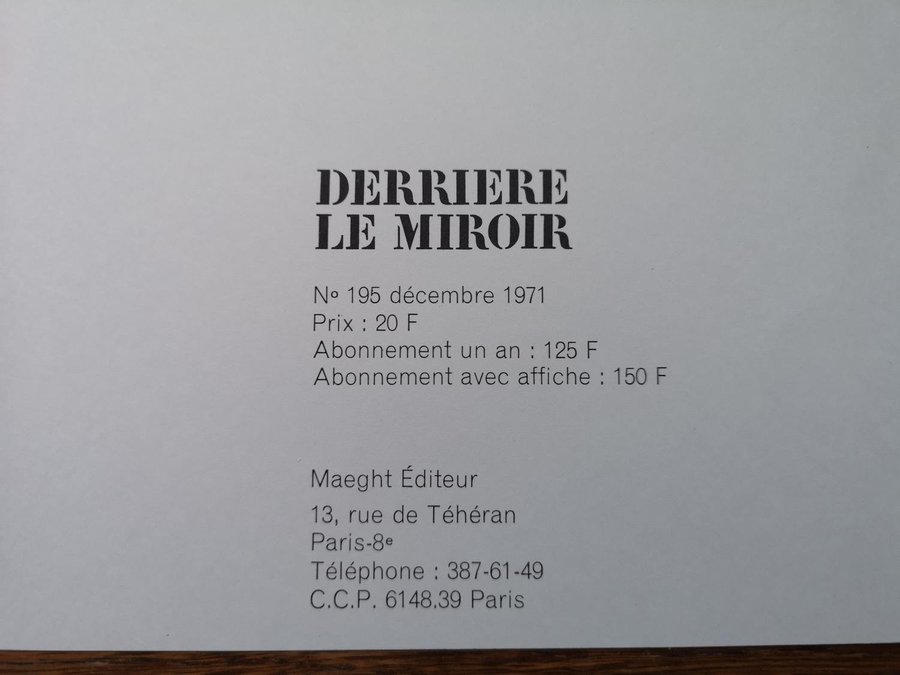 DERRIERE
LE MIROIR
Nº 195 décembre 1971
Prix : 20 F
Abonnement un an : 125 F
Abonnement avec affiche : 150 F
Maeght Éditeur
13, rue de Téhéran
Paris-8ᵉ
Téléphone : 387-61-49
C.C.P. 6148.39 Paris